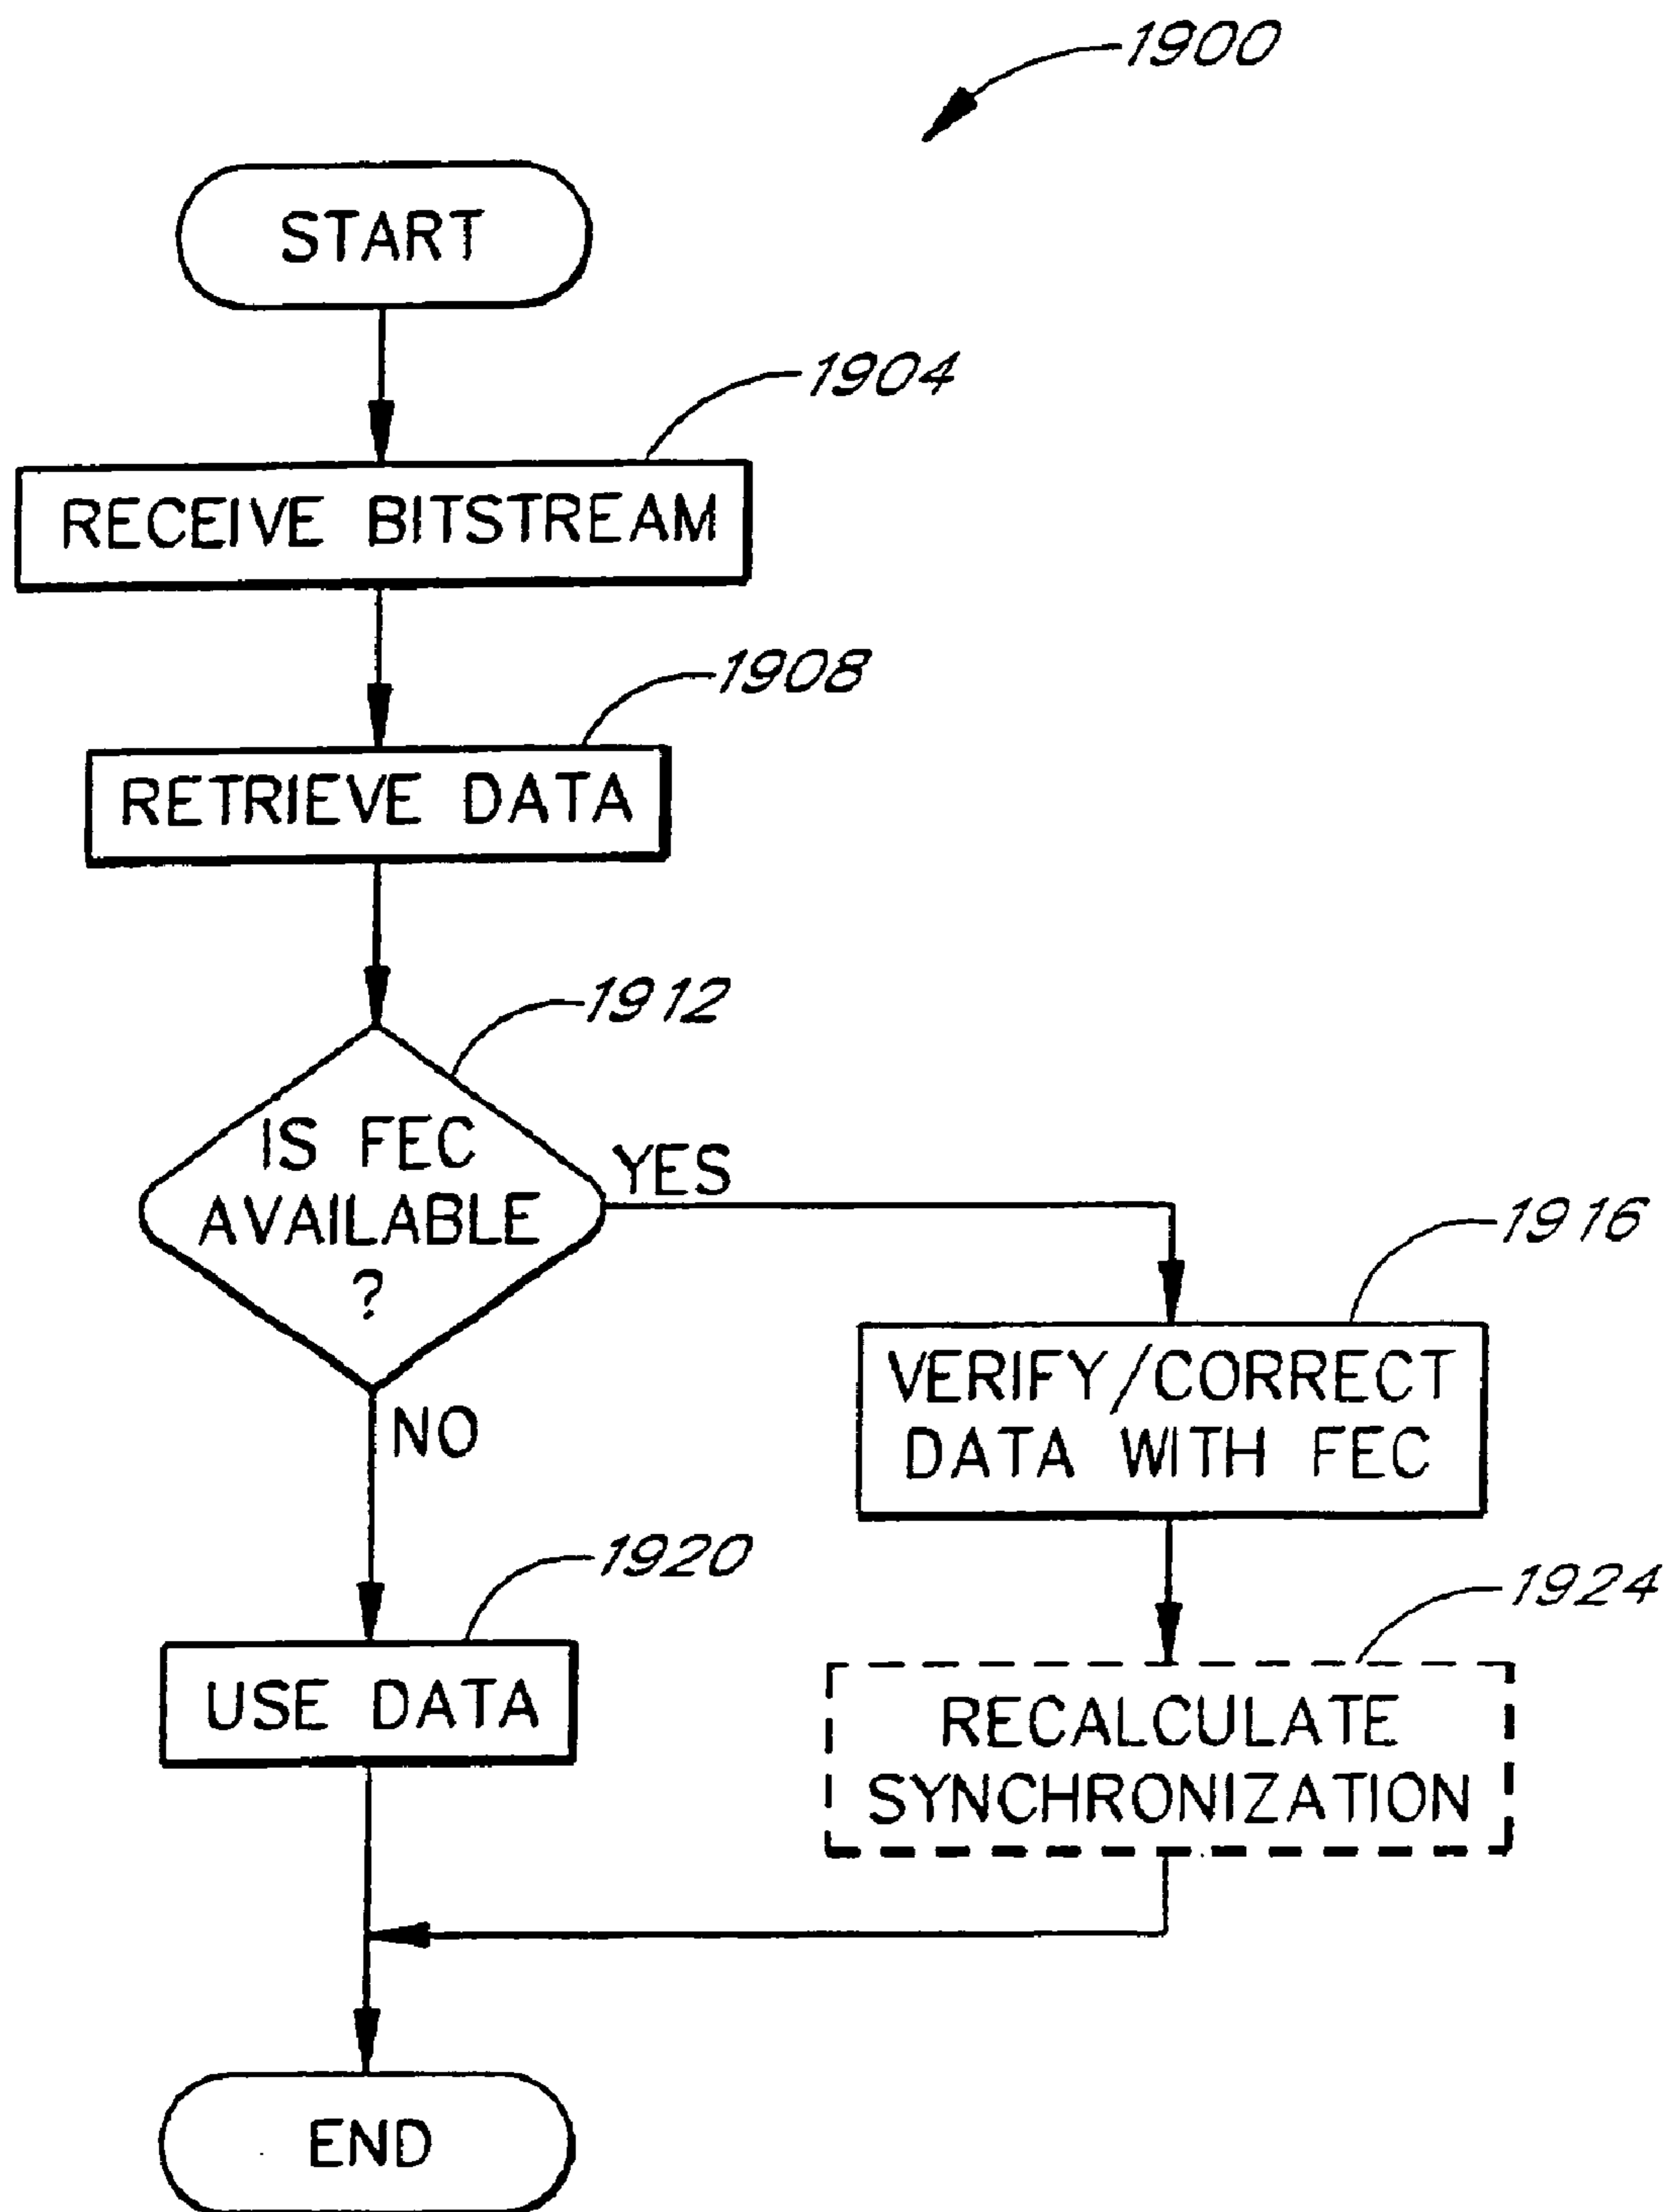 1900
START
1904
RECEIVE BITSTREAM
1908
RETRIEVE DATA
1912
IS FEC
AVAILABLE
?
YES
NO
1916
VERIFY/CORRECT
DATA WITH FEC
1920
USE DATA
1924
RECALCULATE
SYNCHRONIZATION
END